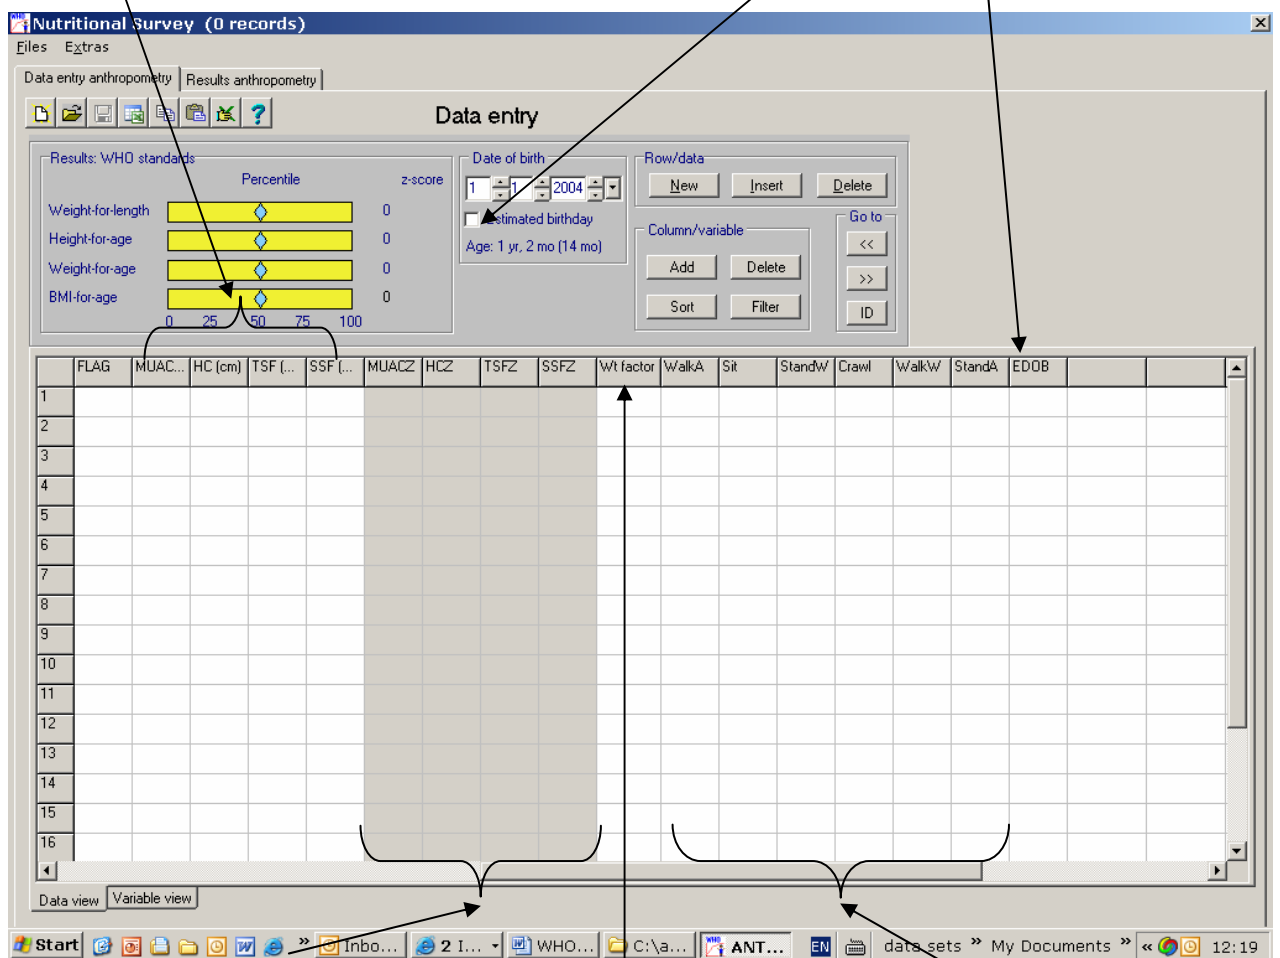 Nutritional Survey (0 records)
Files Extras
Data entry anthropometry Results anthropometry
Data entry
Results: WHO standards
Percentile z-score
Weight-for-length 0
Height-for-age 0
Weight-for-age 0
BMI-for-age 0
0 25 50 75 100
Date of birth
1 1 2004
Estimated birthday
Age: 1 yr, 2 mo (14 mo)
Row/data
New Insert Delete
Column/variable
Add Delete
Sort Filter
Go to
<<
>>
ID
FLAG MUAC... HC (cm) TSF (... SSF (... MUACZ HCZ TSFZ SSFZ Wt factor WalkA Sit StandW Crawl WalkW StandA EDOB
1
2
3
4
5
6
7
8
9
10
11
12
13
14
15
16
Data view Variable view
Start » Inbo... 2 I... WHO... C:\a... ANT... EN data sets » My Documents » « 12:19